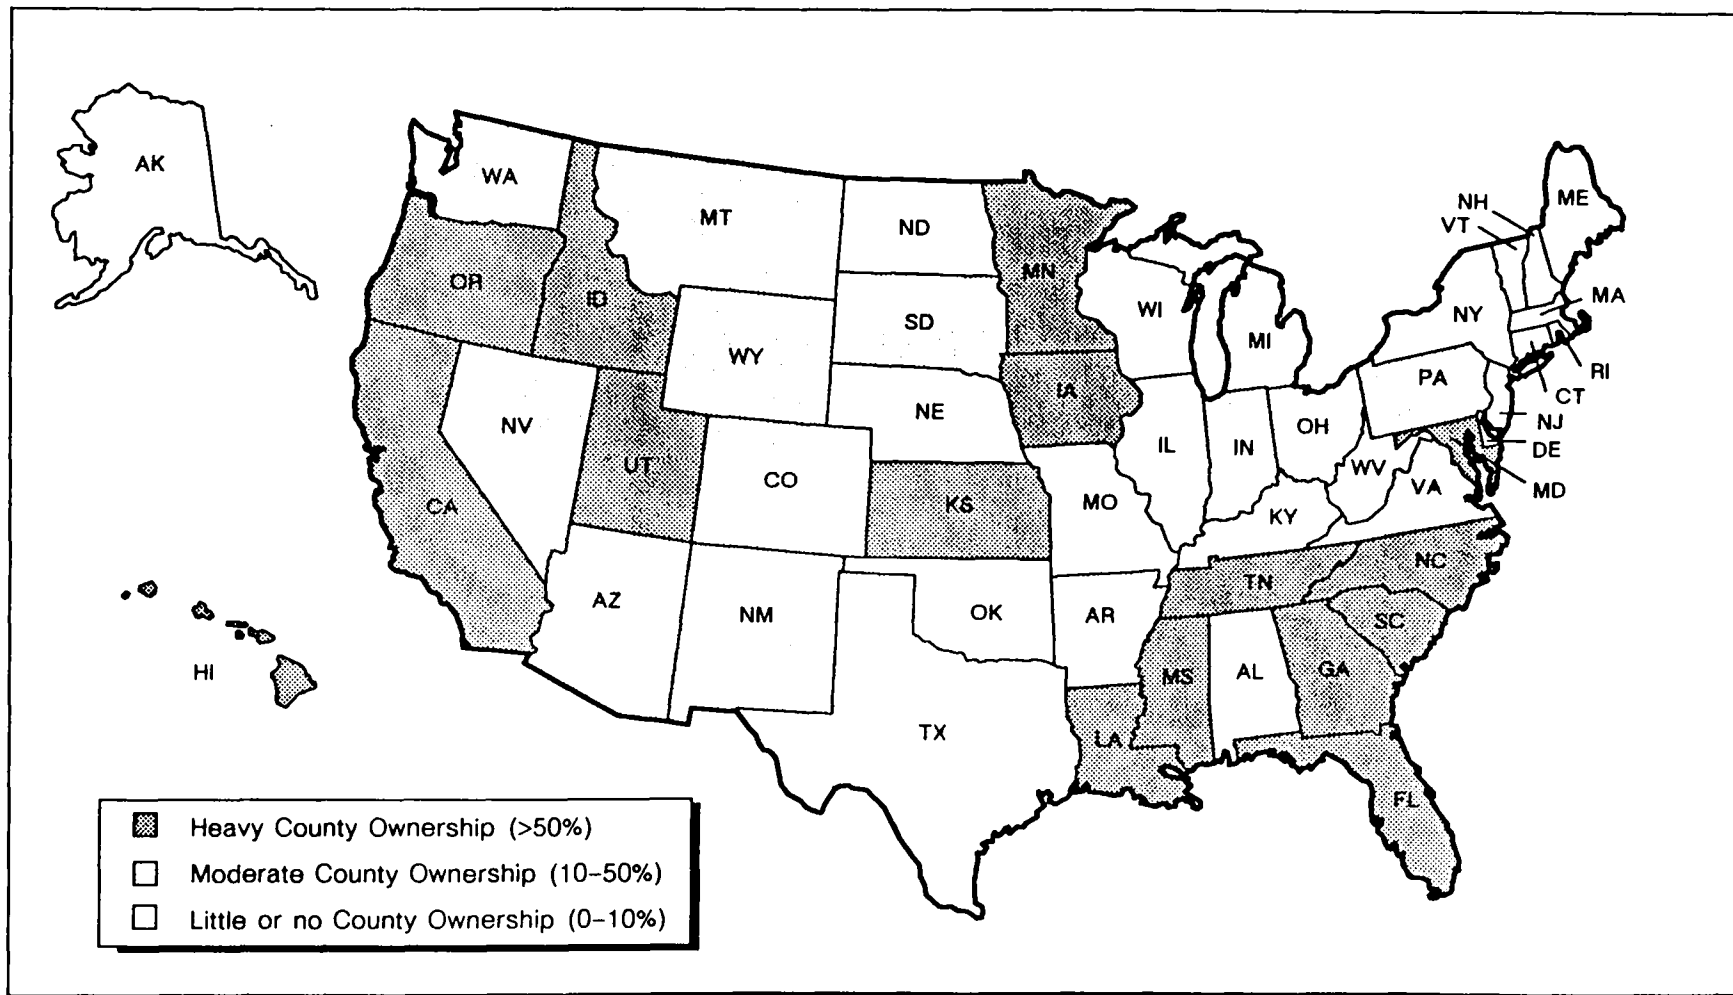 AK
WA
MT
ND
MN
NH
VT
ME
OR
ID
SD
WI
MI
NY
MA
WY
RI
NV
NE
IA
PA
CT
NJ
UT
CO
IL
IN
OH
DE
CA
KS
MO
WV
VA
MD
KY
AZ
NM
OK
AR
TN
NC
SC
HI
TX
LA
MS
AL
GA
FL
Heavy County Ownership (>50%)
Moderate County Ownership (10-50%)
Little or no County Ownership (0-10%)